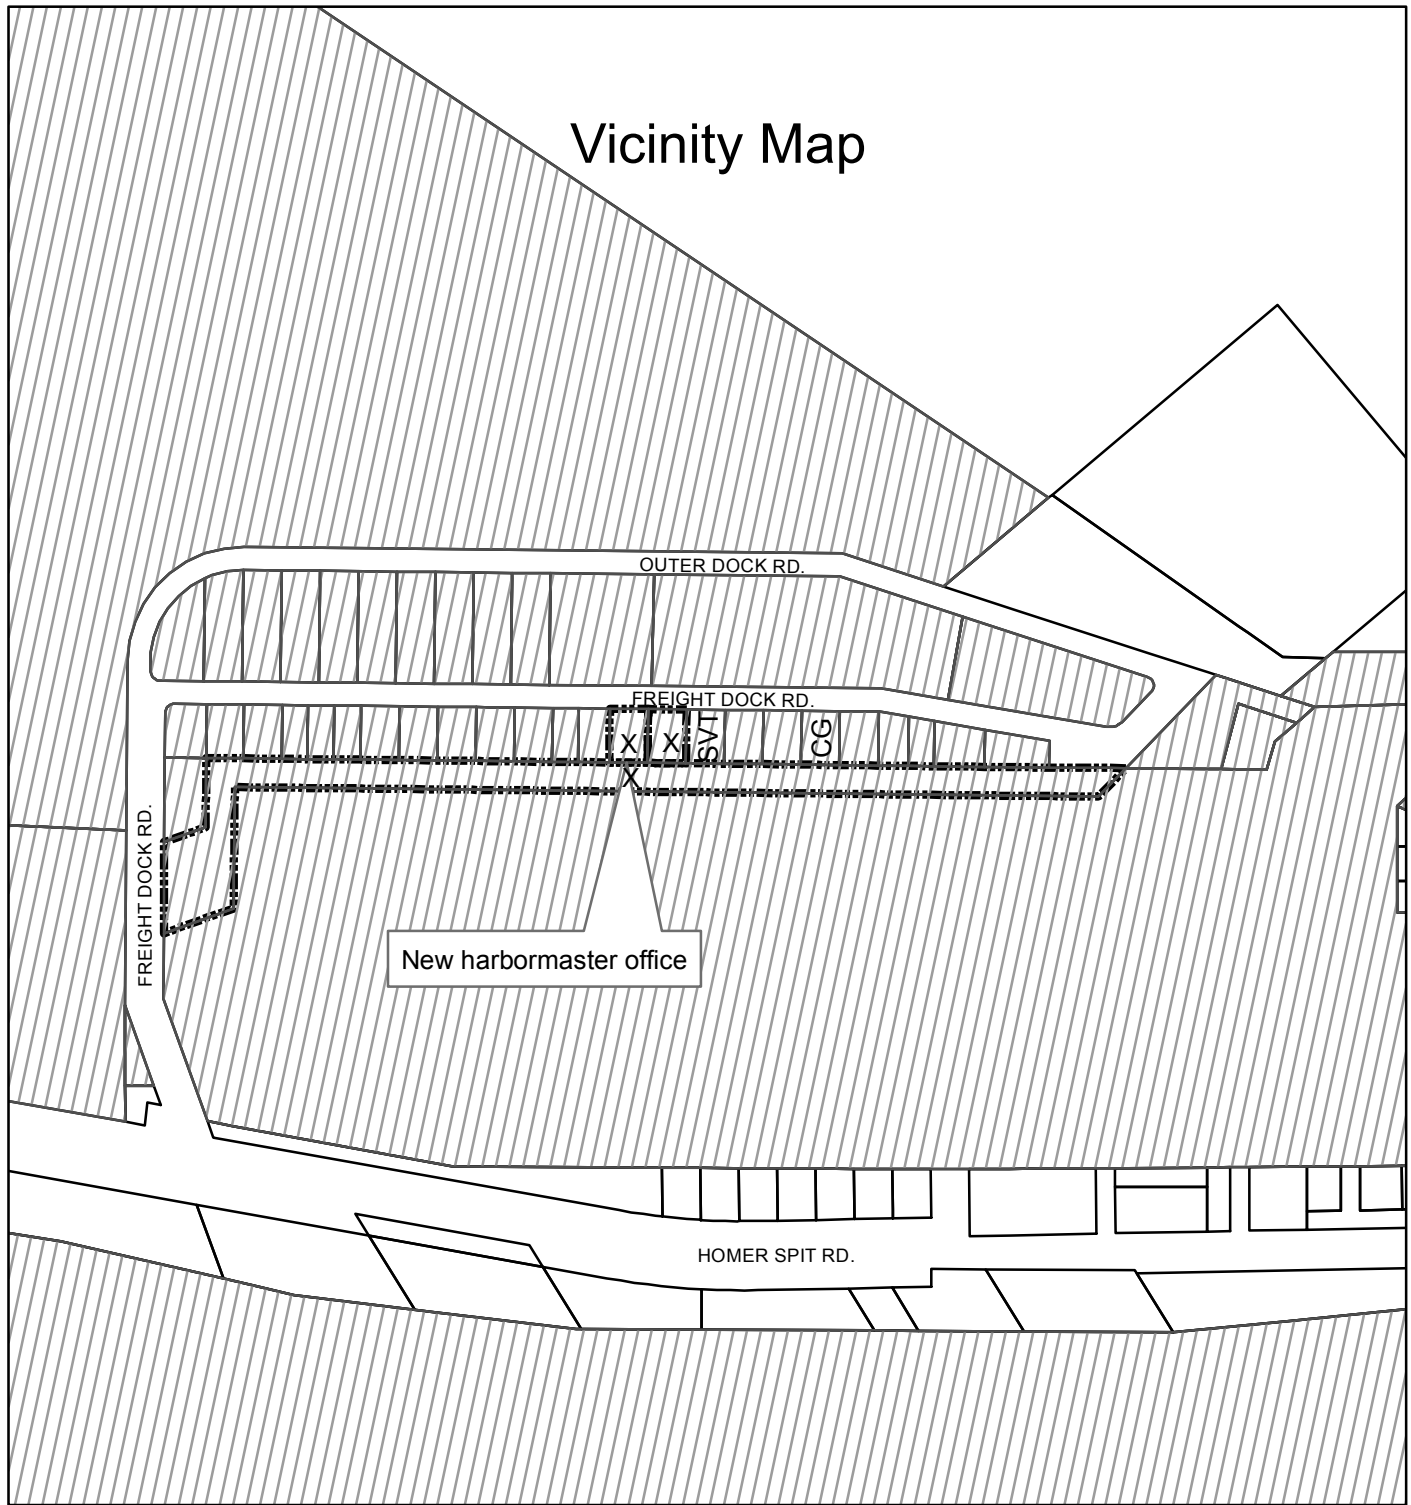 Vicinity Map
OUTER DOCK RD.
FREIGHT DOCK RD.
X
X
SVT
CG
X
FREIGHT DOCK RD.
New harbormaster office
HOMER SPIT RD.